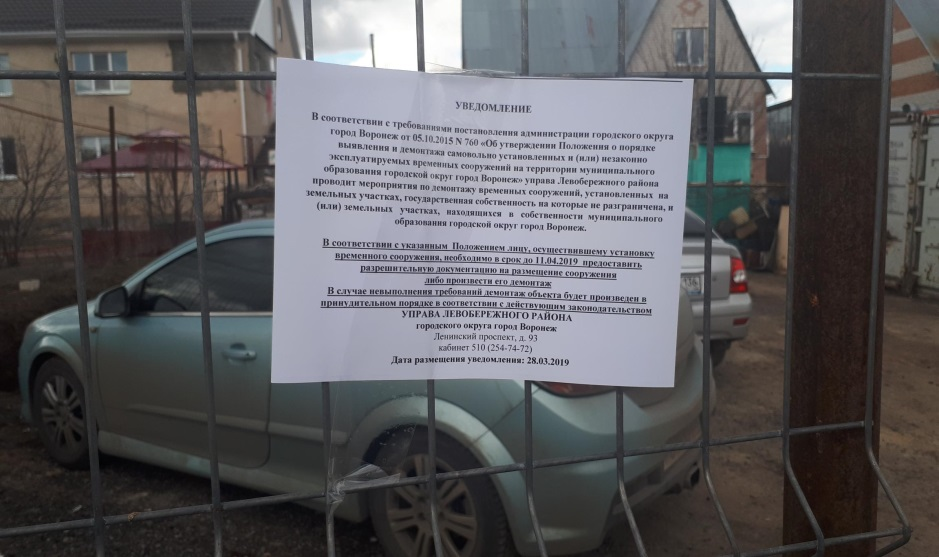 УВЕДОМЛЕНИЕ
В соответствии с требованиями постановления администрации городского округа
город Воронеж от 05.10.2015 N 760 «Об утверждении Положения о порядке
выявления и демонтажа самовольно установленных и (или) незаконно
эксплуатируемых временных сооружений на территории муниципального
образования городской округ город Воронеж» управа Левобережного района
проводит мероприятия по демонтажу временных сооружений, установленных на
земельных участках, государственная собственность на которые не разграничена, и
(или) земельных участках, находящихся в собственности муниципального
образования городской округ город Воронеж.
В соответствии с указанным Положением лицу, осуществившему установку
временного сооружения, необходимо в срок до 11.04.2019 предоставить
разрешительную документацию на размещение сооружения
либо произвести его демонтаж
В случае невыполнения требований демонтаж объекта будет произведен в
принудительном порядке в соответствии с действующим законодательством
УПРАВА ЛЕВОБЕРЕЖНОГО РАЙОНА
городского округа город Воронеж
Ленинский проспект, д. 93
кабинет 510 (254-74-72)
Дата размещения уведомления: 28.03.2019